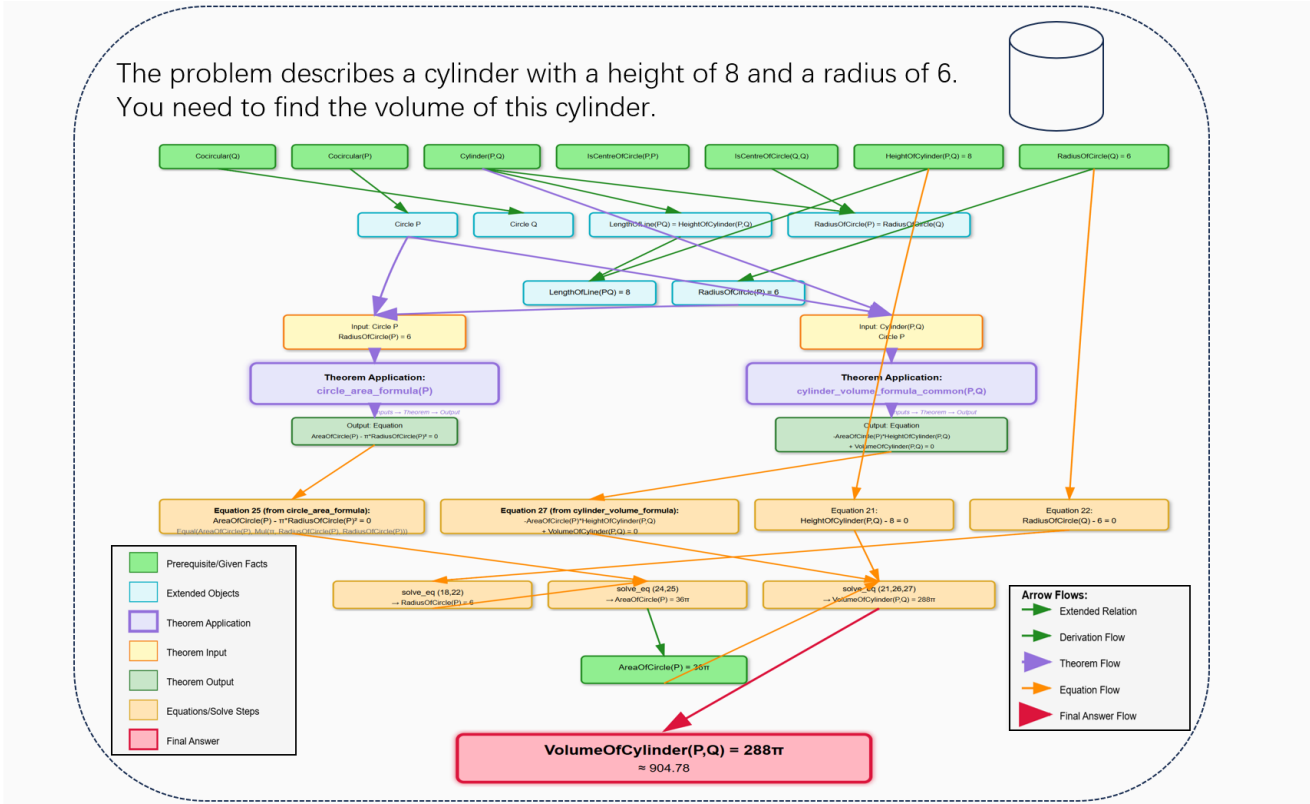 The problem describes a cylinder with a height of 8 and a radius of 6.
You need to find the volume of this cylinder.
Cocircular(Q)
Cocircular(P)
Cylinder(P,Q)
IsCentreOfCircle(P,P)
IsCentreOfCircle(Q,Q)
HeightOfCylinder(P,Q) = 8
RadiusOfCircle(Q) = 6
Circle P
Circle Q
LengthOfLine(PQ) = HeightOfCylinder(P,Q)
RadiusOfCircle(P) = RadiusOfCircle(Q)
LengthOfLine(PQ) = 8
RadiusOfCircle(P) = 6
Input: Circle P
RadiusOfCircle(P) = 6
Input: Cylinder(P,Q)
Circle P
Theorem Application:
circle_area_formula(P)
Theorem Application:
cylinder_volume_formula_common(P,Q)
Inputs → Theorem → Output
Inputs → Theorem → Output
Output: Equation
AreaOfCircle(P) - π*RadiusOfCircle(P)² = 0
Output: Equation
-AreaOfCircle(P)*HeightOfCylinder(P,Q)
+ VolumeOfCylinder(P,Q) = 0
Equation 25 (from circle_area_formula):
AreaOfCircle(P) - π*RadiusOfCircle(P)² = 0
Equal(AreaOfCircle(P), Mul(π, RadiusOfCircle(P), RadiusOfCircle(P)))
Equation 27 (from cylinder_volume_formula):
-AreaOfCircle(P)*HeightOfCylinder(P,Q)
+ VolumeOfCylinder(P,Q) = 0
Equation 21:
HeightOfCylinder(P,Q) - 8 = 0
Equation 22:
RadiusOfCircle(Q) - 6 = 0
solve_eq (18,22)
→ RadiusOfCircle(P) = 6
solve_eq (24,25)
→ AreaOfCircle(P) = 36π
solve_eq (21,26,27)
→ VolumeOfCylinder(P,Q) = 288π
AreaOfCircle(P) = 36π
VolumeOfCylinder(P,Q) = 288π
≈ 904.78
Prerequisite/Given Facts
Extended Objects
Theorem Application
Theorem Input
Theorem Output
Equations/Solve Steps
Final Answer
Arrow Flows:
Extended Relation
Derivation Flow
Theorem Flow
Equation Flow
Final Answer Flow